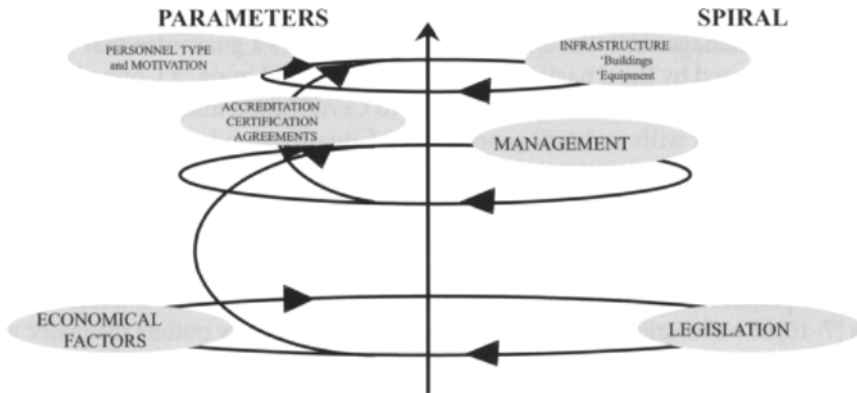 PARAMETERS
SPIRAL
PERSONNEL TYPE
and MOTIVATION
INFRASTRUCTURE
'Buildings
'Equipment
ACCREDITATION
CERTIFICATION
AGREEMENTS
MANAGEMENT
ECONOMICAL
FACTORS
LEGISLATION